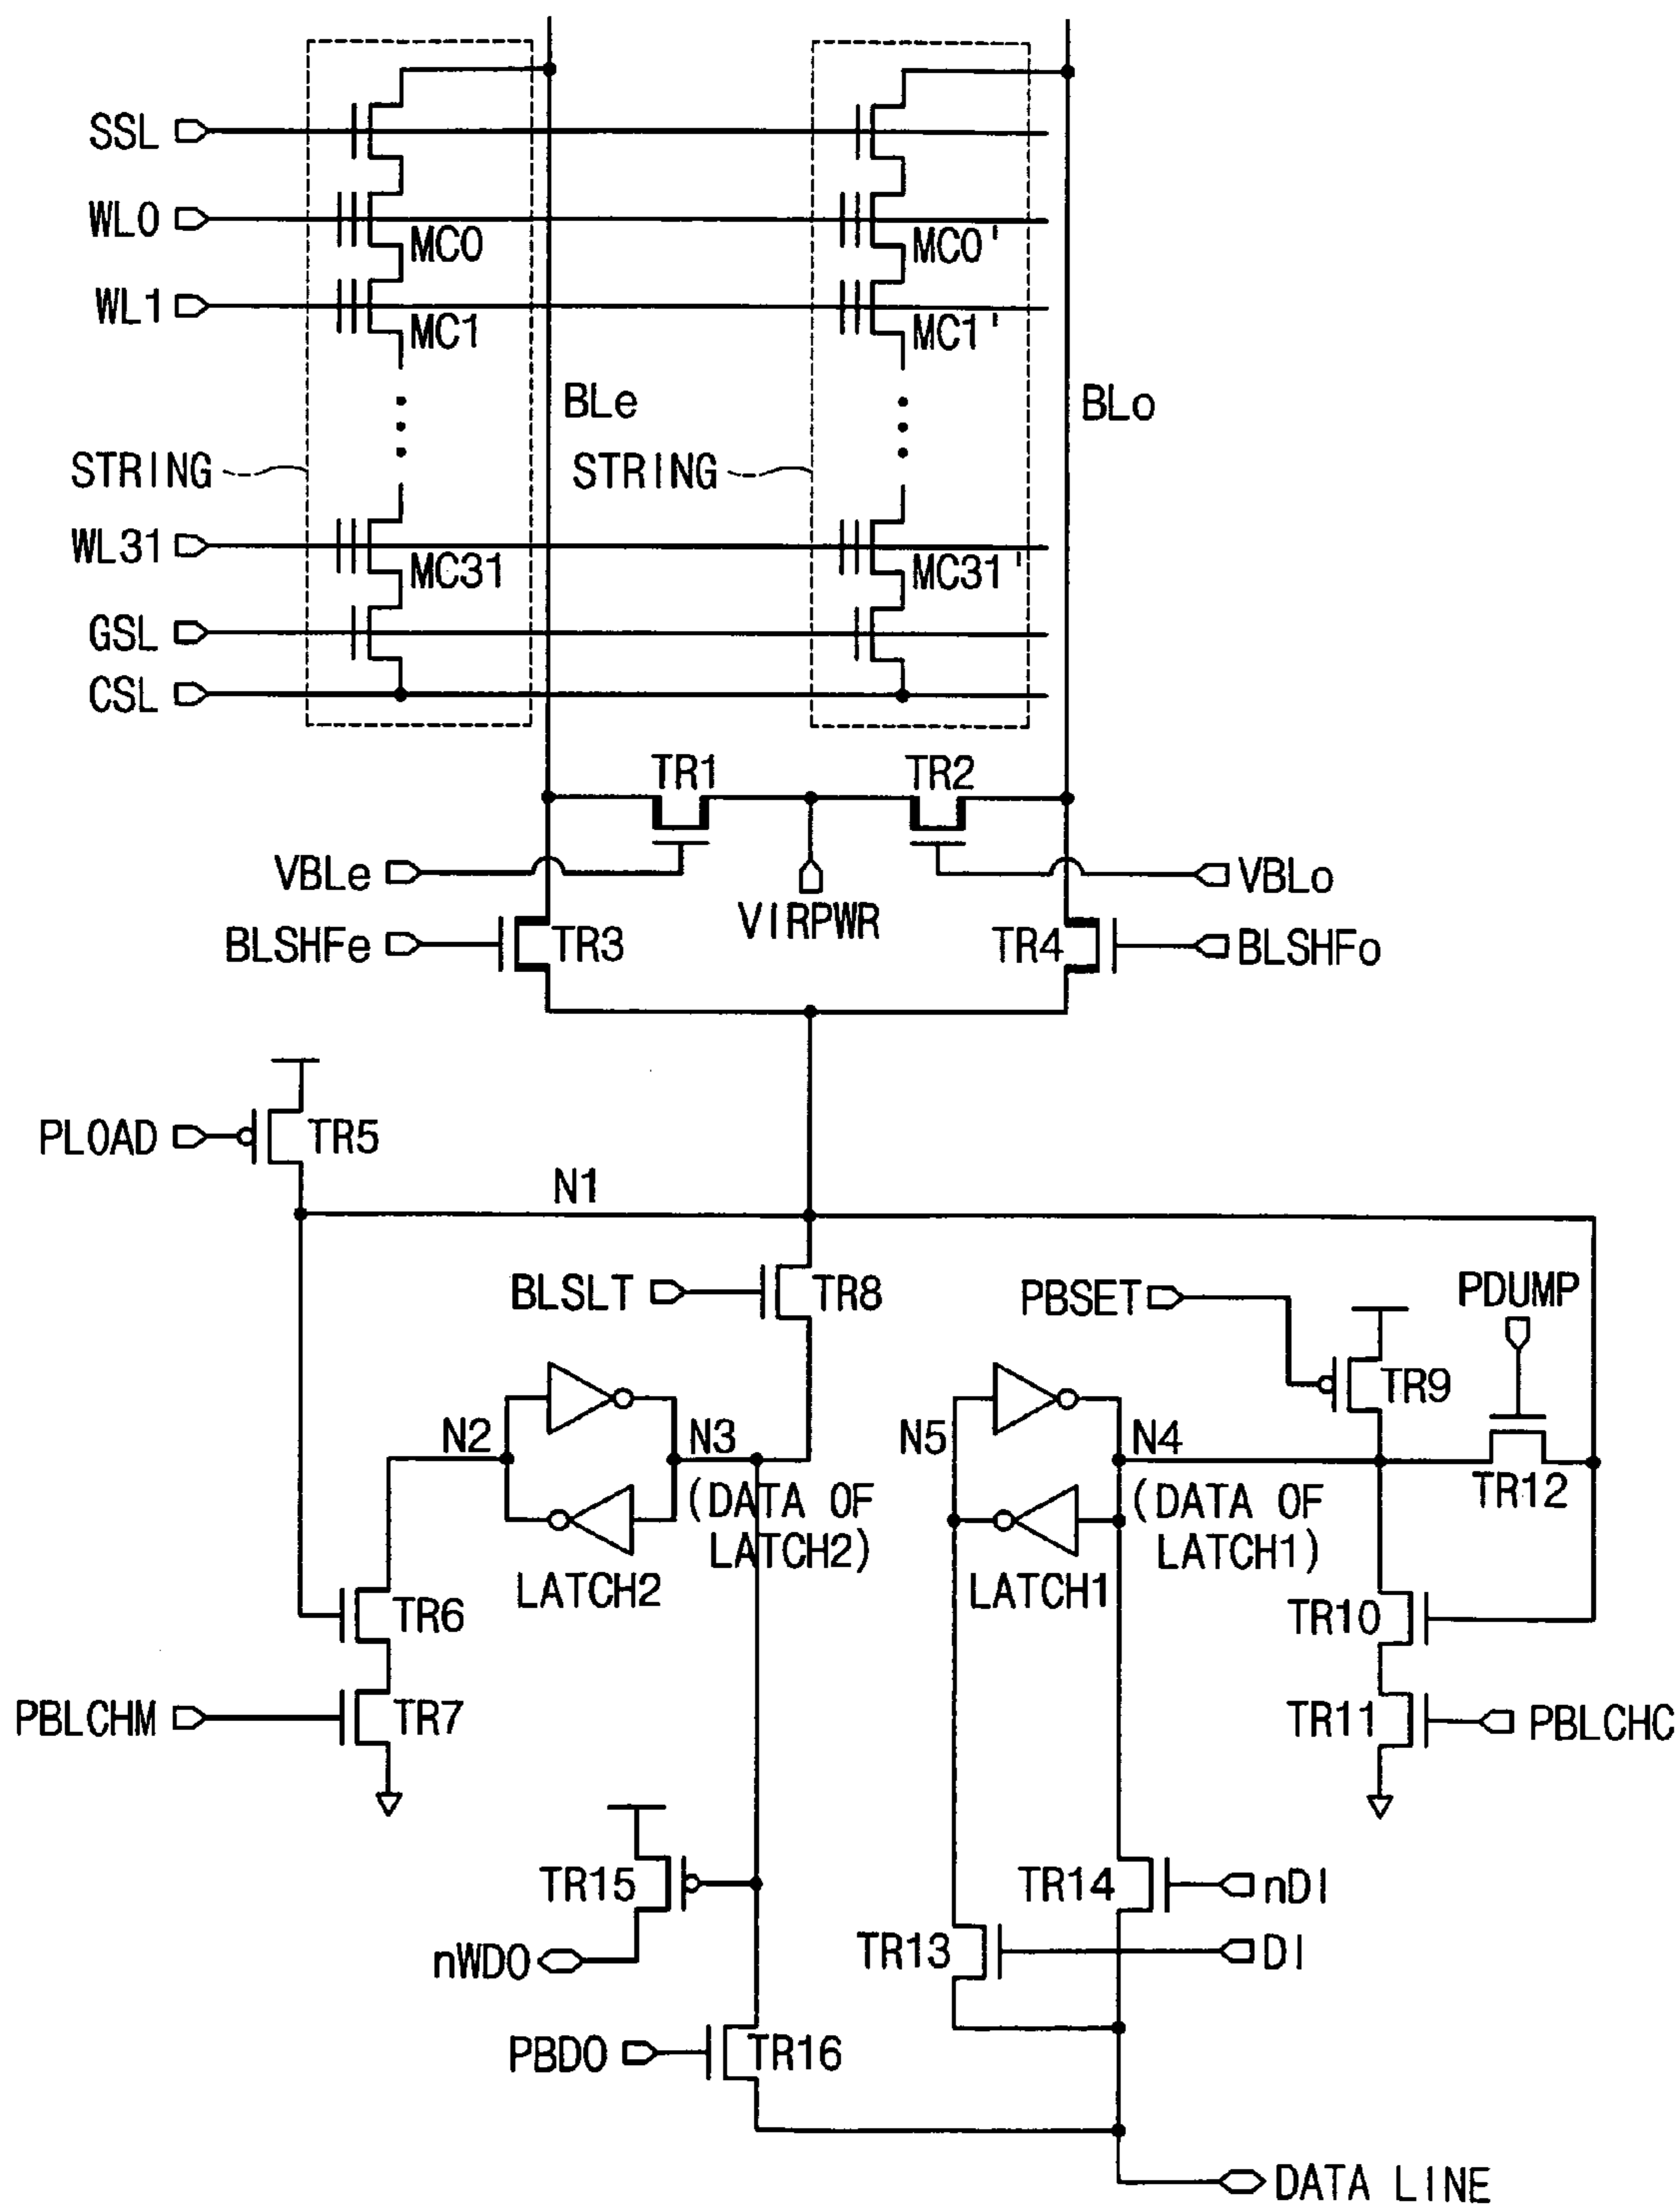 SSL
WL0
MC0
MC0'
WL1
MC1
MC1'
BLe
BLo
STRING
STRING
WL31
MC31
MC31'
GSL
CSL
TR1
TR2
VBLe
VBLo
VIRPWR
BLSHFe
TR3
TR4
BLSHFo
PLOAD
TR5
N1
BLSLT
TR8
PBSET
PDUMP
TR9
N2
N3
N5
N4
TR12
(DATA OF
LATCH2)
(DATA OF
LATCH1)
LATCH2
LATCH1
TR6
TR10
PBLCHM
TR7
TR11
PBLCHC
TR15
TR14
nDI
nWDO
TR13
DI
PBDO
TR16
DATA LINE